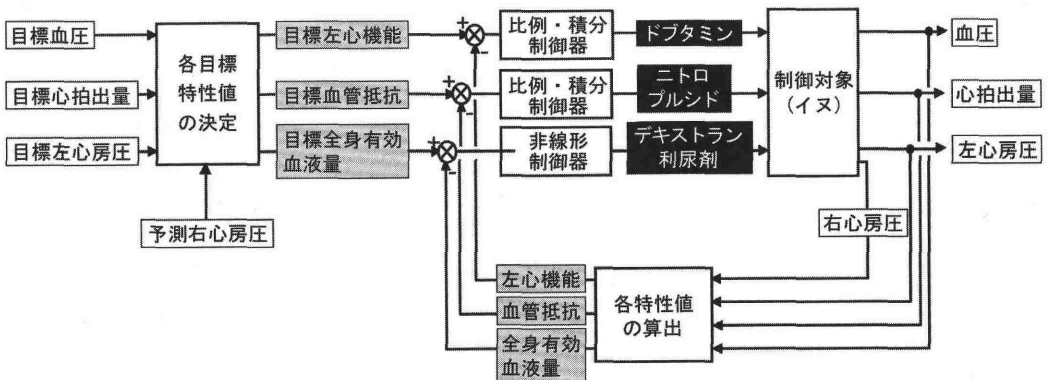 目標血圧
目標心拍出量
目標左心房圧
各目標
特性値
の決定
予測右心房圧
目標左心機能
目標血管抵抗
目標全身有効
血液量
+
-
+
-
+
-
比例・積分
制御器
比例・積分
制御器
非線形
制御器
ドブタミン
ニトロ
プルシド
デキストラン
利尿剤
制御対象
(イヌ)
血圧
心拍出量
左心房圧
右心房圧
左心機能
血管抵抗
全身有効
血液量
各特性値
の算出